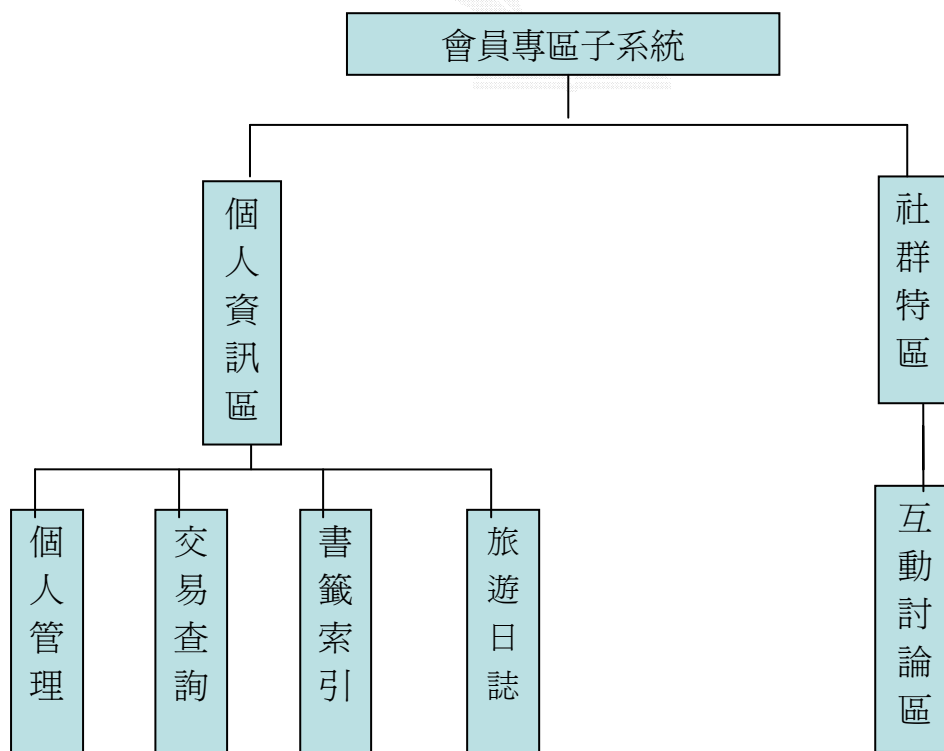 會員專區子系統
個人資訊區
社群特區
個人管理
交易查詢
書籤索引
旅遊日誌
互動討論區